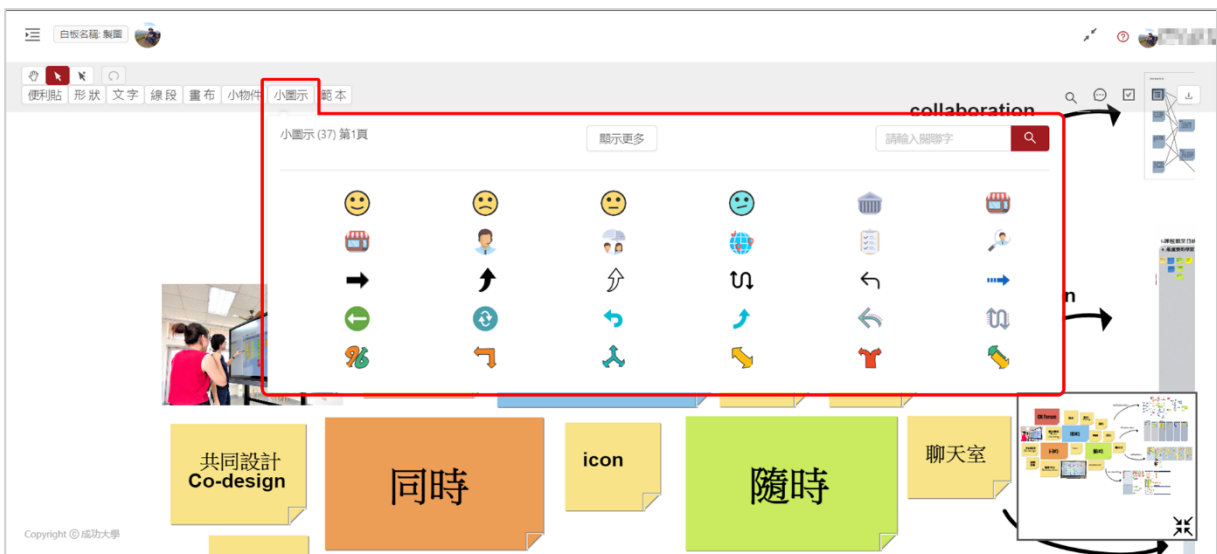 白板名稱: 製圖
便利貼 形狀 文字 線段 畫布 小物件 小圖示 範本
collaboration
小圖示 (37) 第1頁
顯示更多
請輸入關聯字
n
共同設計
Co-design
同時
icon
隨時
聊天室
Copyright © 成功大學